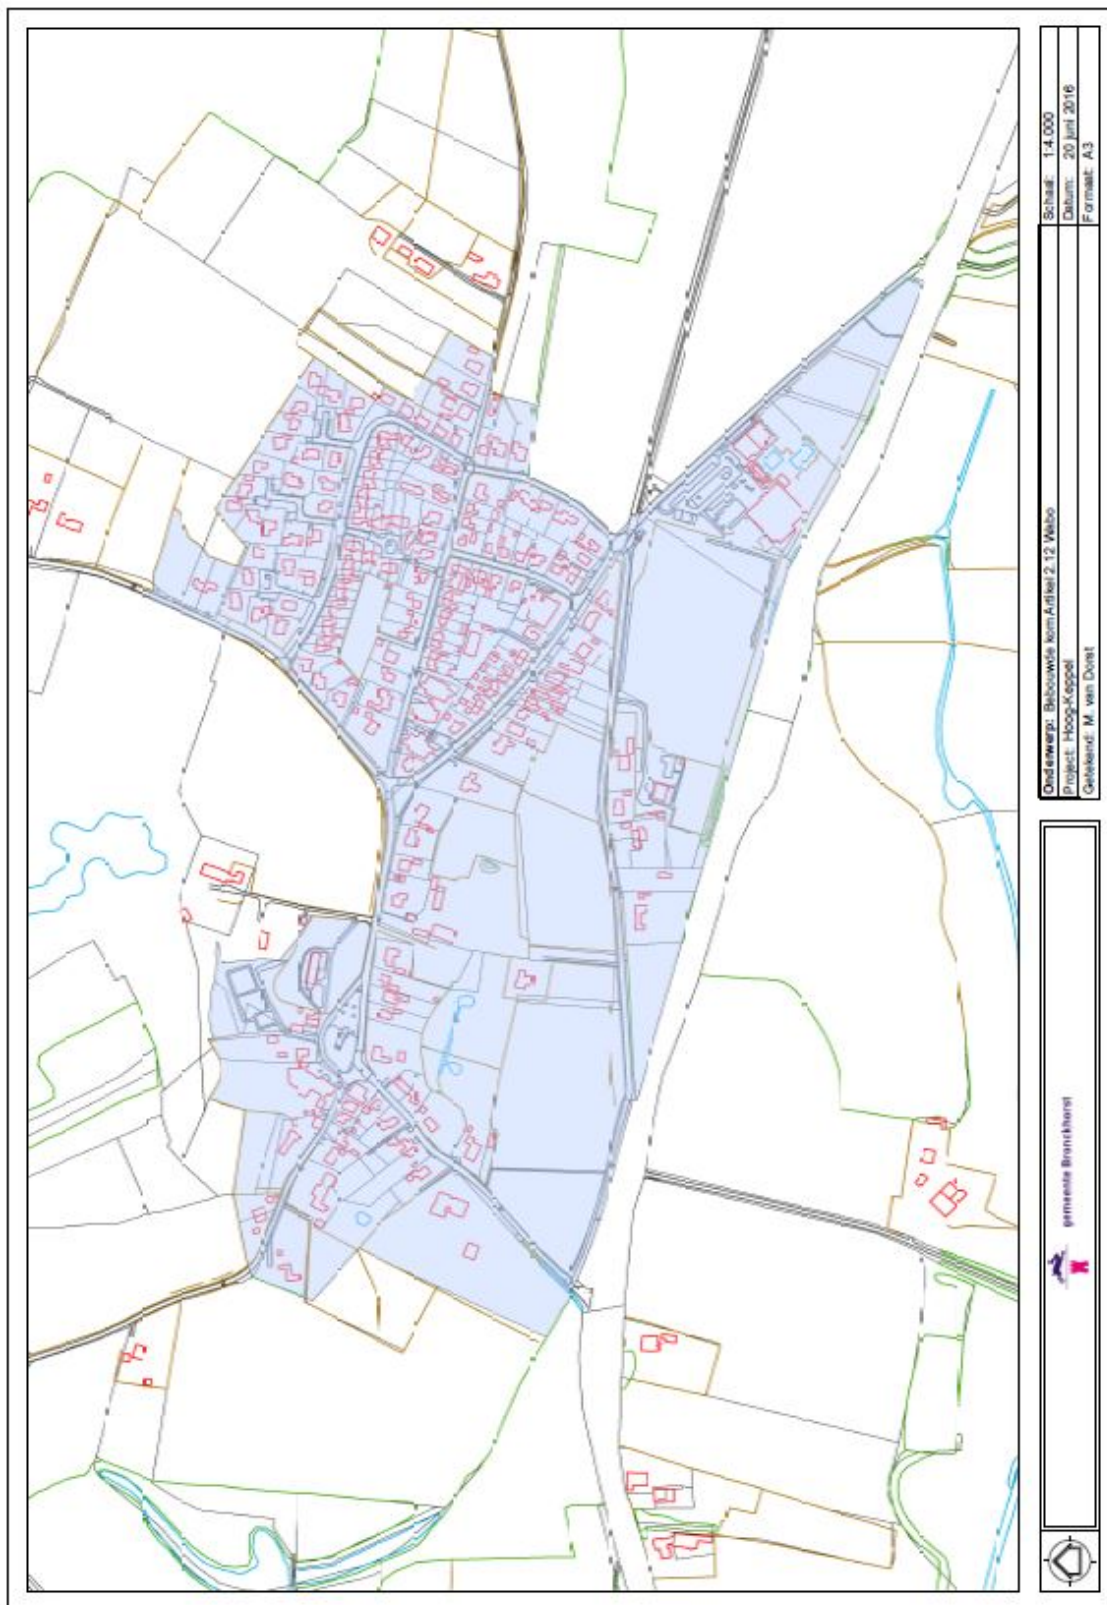 Onderwerp: Bebouwde kom Artikel 2.12 Wabo
Project: Hoog-Keppel
Getekend: M. van Dorst
Schaal: 1:4.000
Datum: 20 juni 2016
Formaat: A3
gemeente Bronckhorst